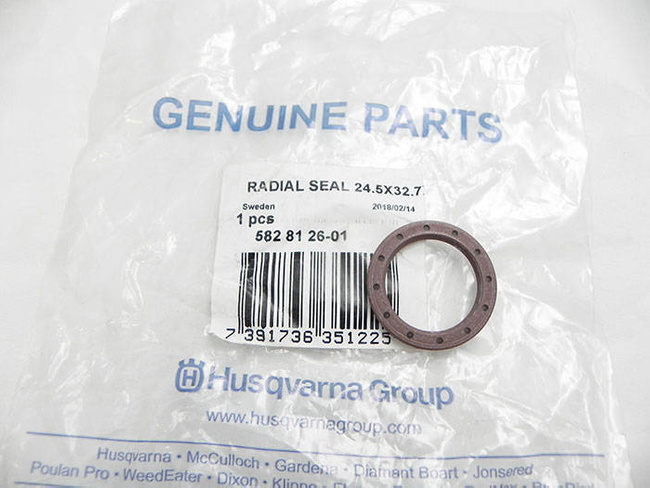 GENUINE PARTS
RADIAL SEAL 24.5X32.7
Sweden 2018/02/14
1 pcs
582 81 26-01
7 391736 351225
Husqvarna Group
www.husqvarnagroup.com
Husqvarna • McCulloch • Gardena • Diamant Boart • Jonsered
Poulan Pro • WeedEater • Dixon • Klippo